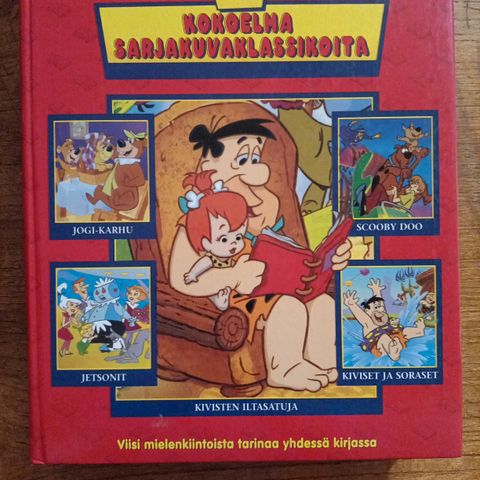 KOKOELMA
SARJAKUVAKLASSIKOITA
JOGI-KARHU
SCOOBY DOO
JETSONIT
KIVISET JA SORASET
KIVISTEN ILTASATUJA
Viisi mielenkiintoista tarinaa yhdessä kirjassa